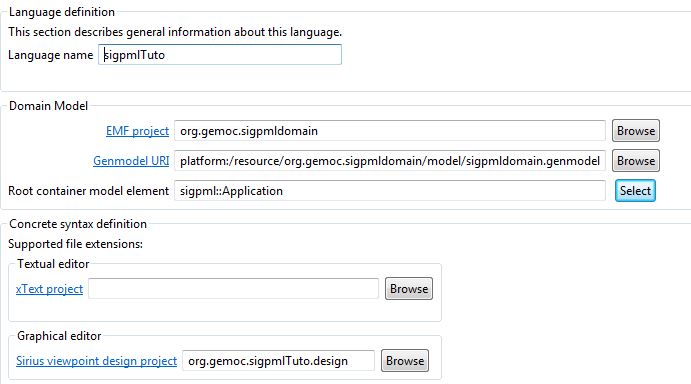 Language definition
This section describes general information about this language.
Language name sigpmlTuto
Domain Model
EMF project org.gemoc.sigpmldomain Browse
Genmodel URI platform:/resource/org.gemoc.sigpmldomain/model/sigpmldomain.genmodel Browse
Root container model element sigpml::Application Select
Concrete syntax definition
Supported file extensions:
Textual editor
xText project Browse
Graphical editor
Sirius viewpoint design project org.gemoc.sigpmlTuto.design Browse